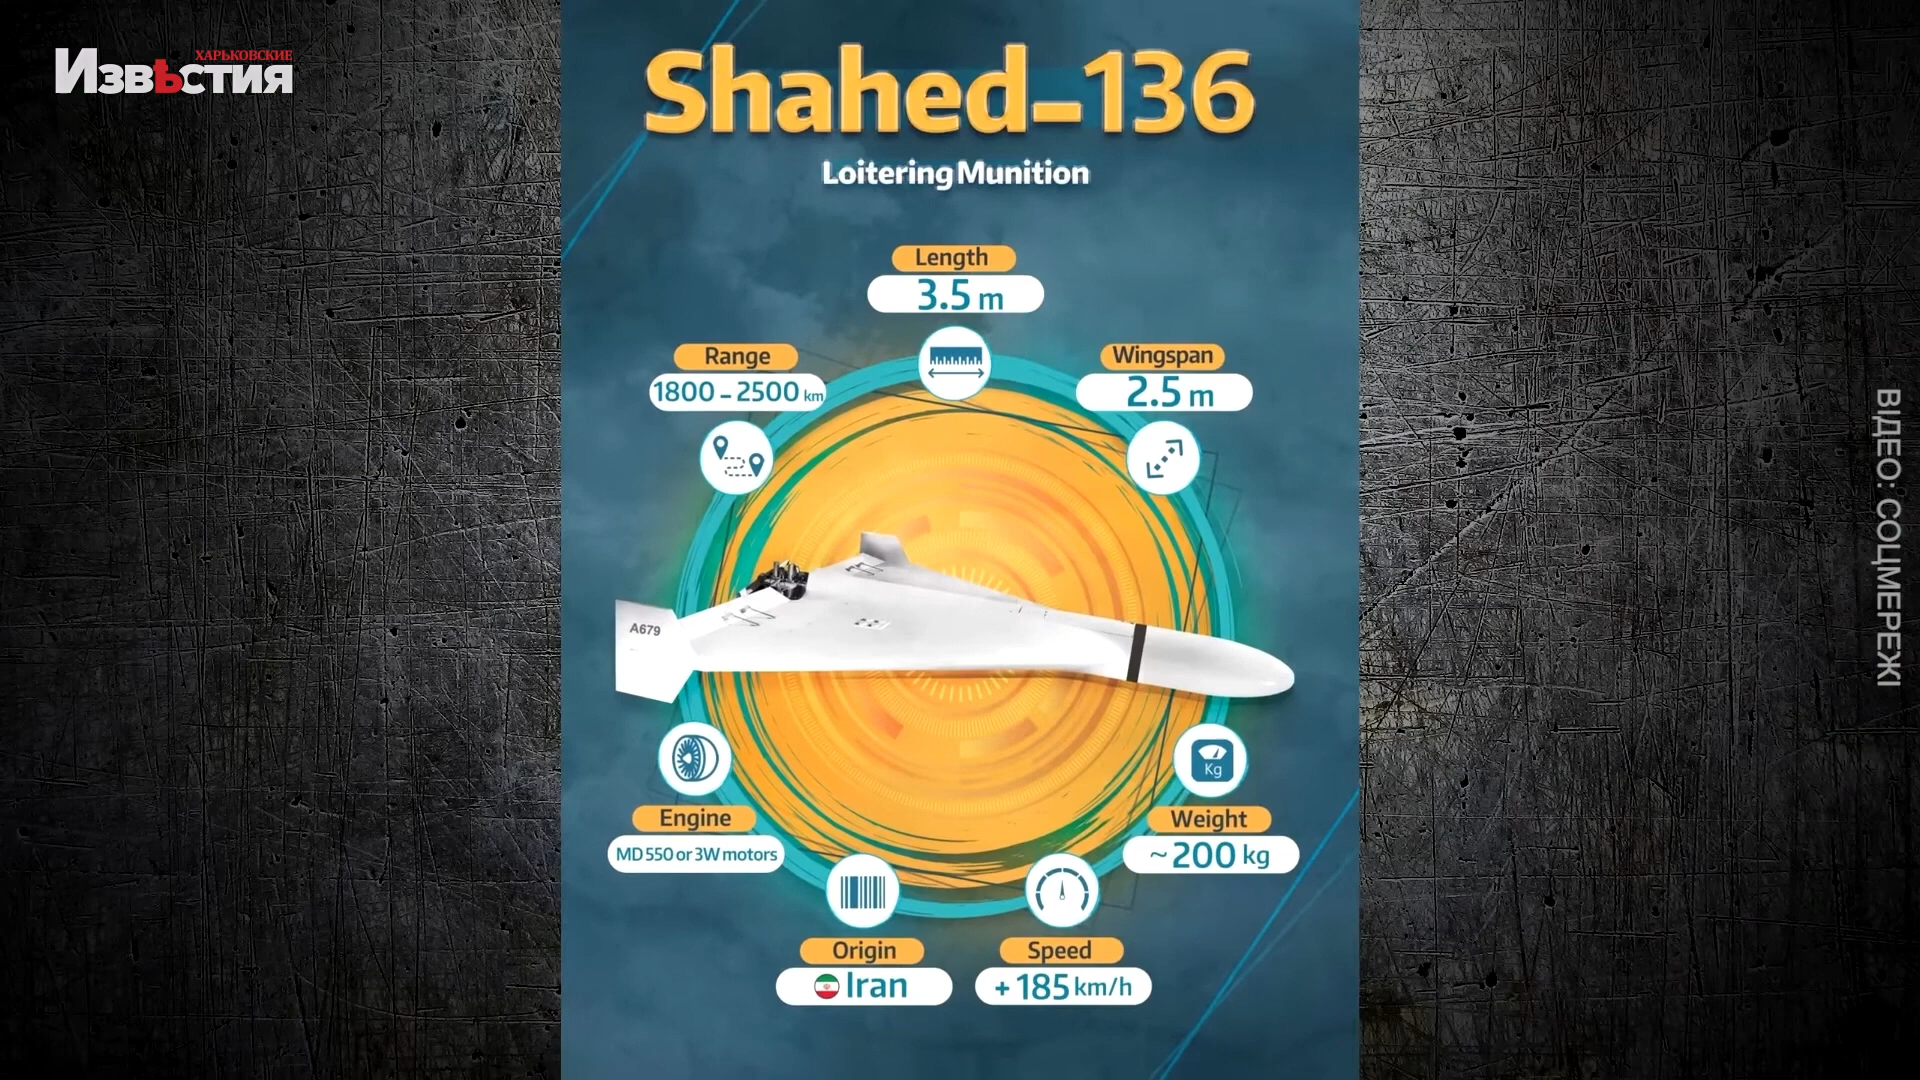 ХАРЬКОВСКИЕ
ИзвѣстиЯ
Shahed-136
Loitering Munition
Length
3.5 m
Range
1800 - 2500 km
Wingspan
2.5 m
A679
Kg
Engine
MD 550 or 3W motors
Weight
~200 kg
Origin
Iran
Speed
+185 km/h
ВІДЕО: СОЦМЕРЕЖІ